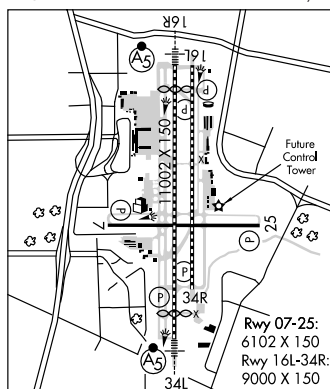 16R
A5
16L
P
P
11002 X 150
Future
Control
Tower
X
P
7
25
P
P
P
34R
X
Rwy 07-25:
6102 X 150
Rwy 16L-34R:
9000 X 150
A5
34L